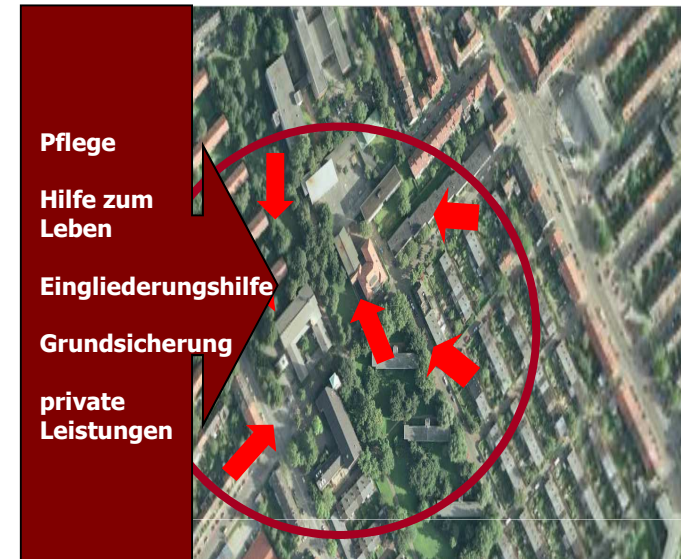 Pflege
Hilfe zum
Leben
Eingliederungshilfe
Grundsicherung
private
Leistungen